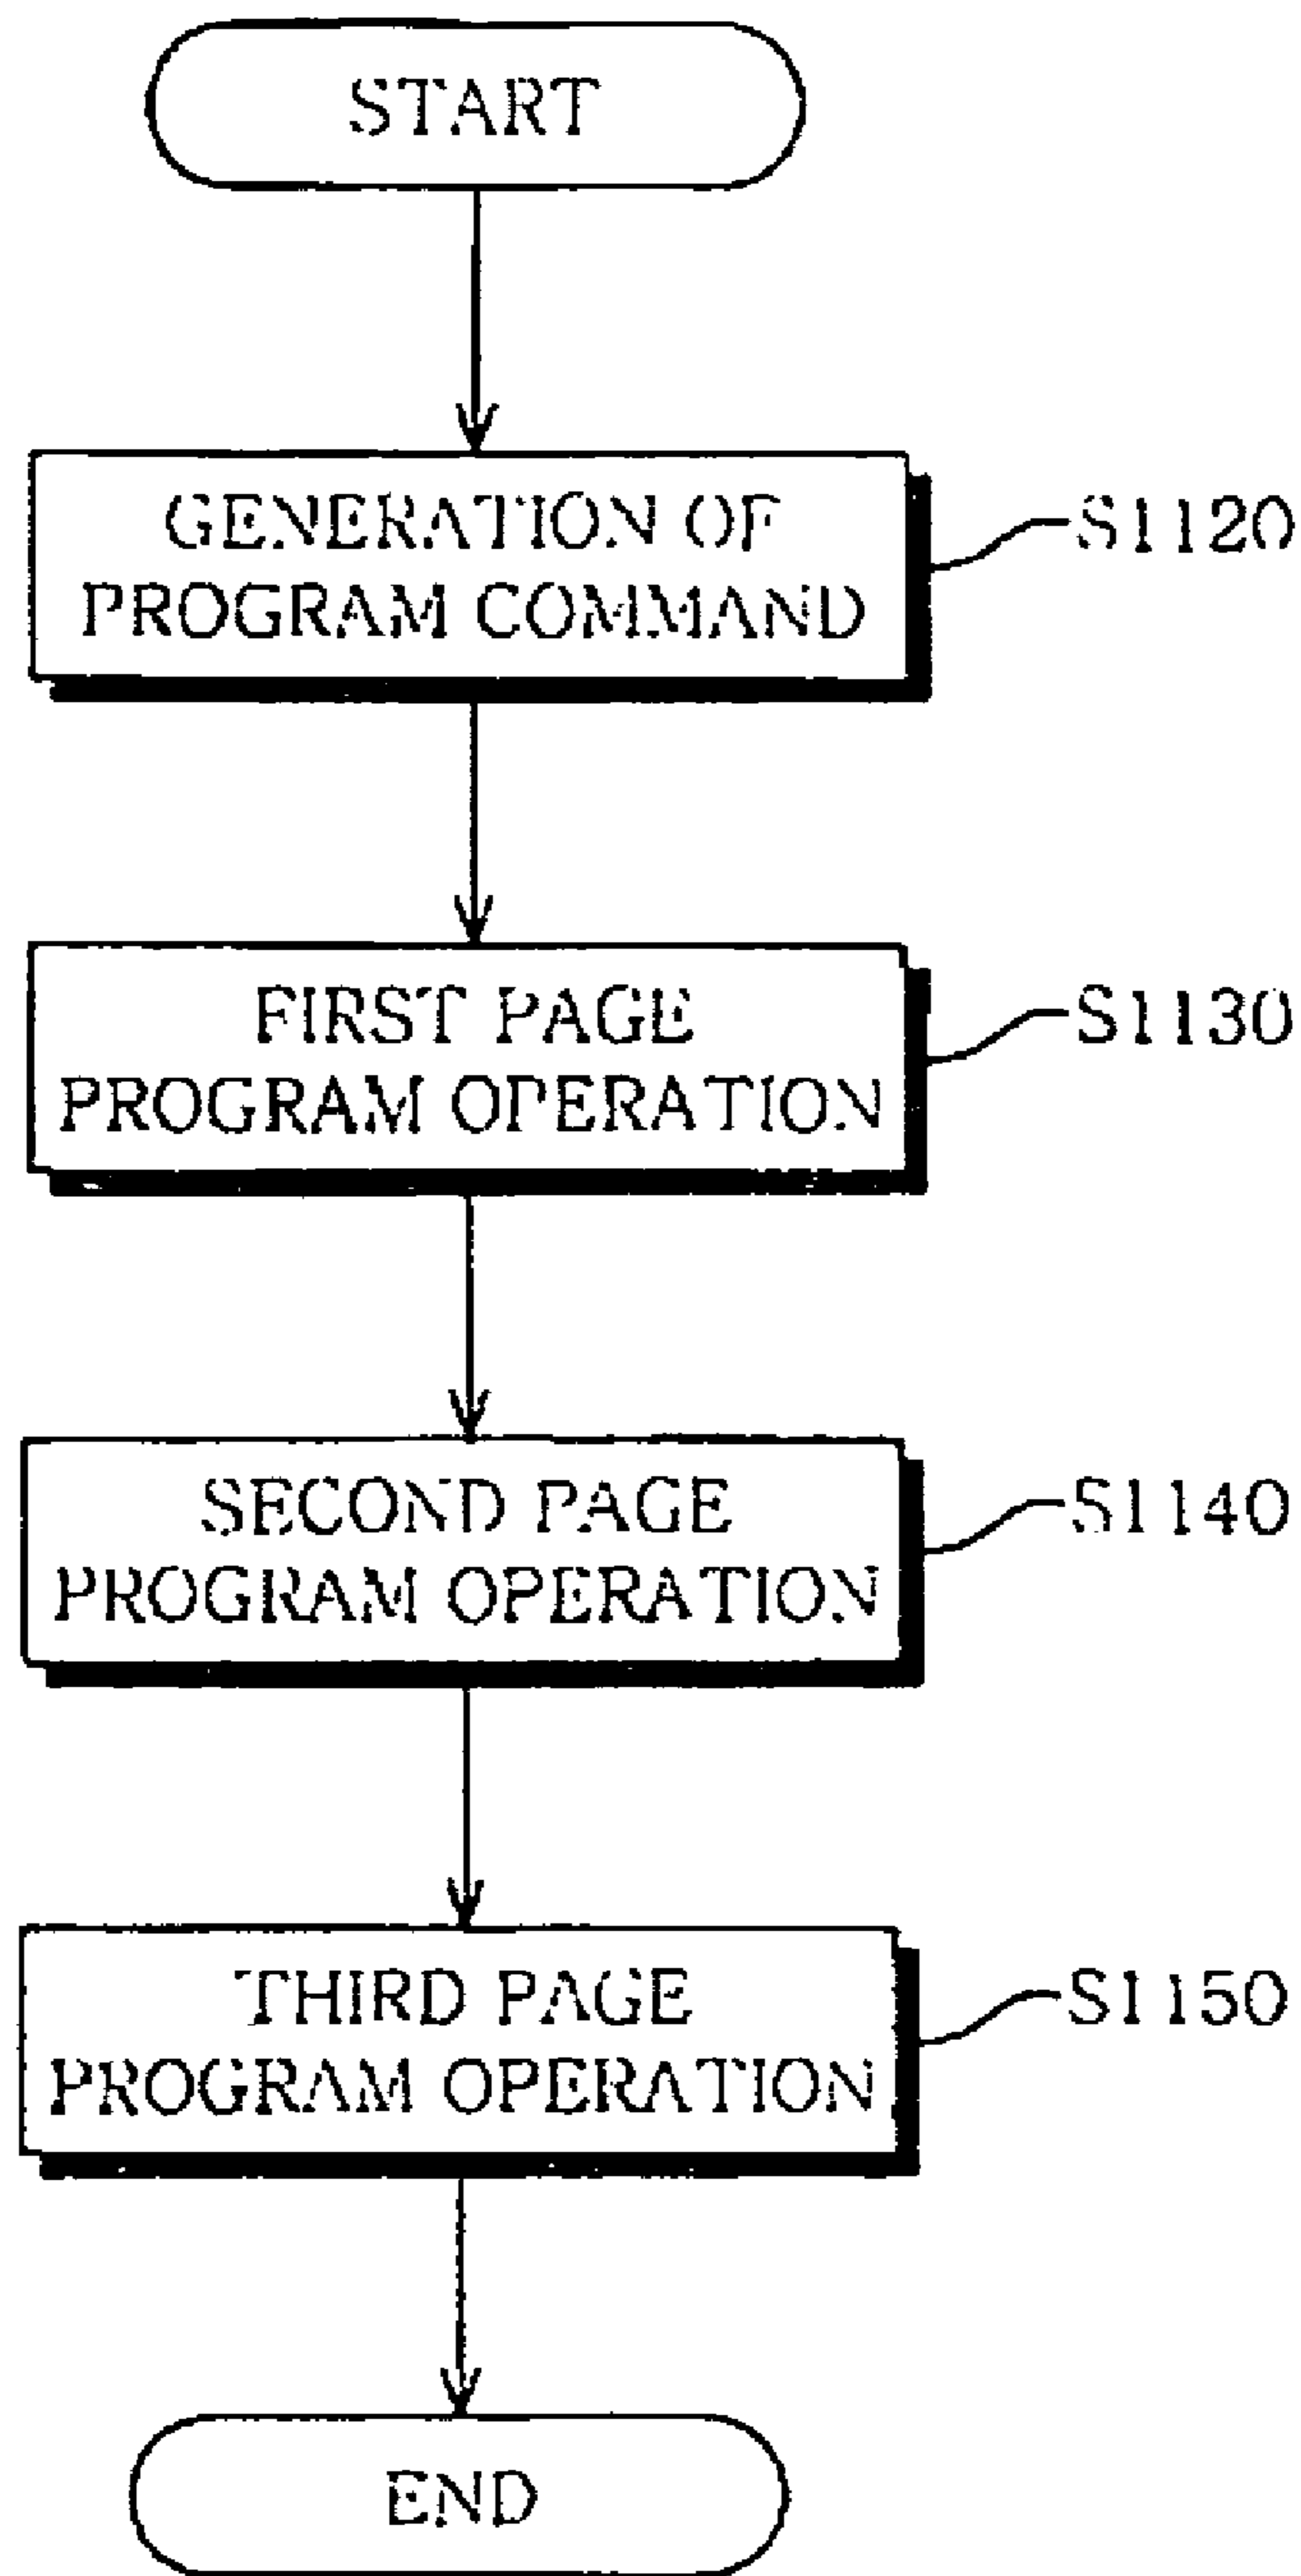 START
GENERATION OF
PROGRAM COMMAND
S1120
FIRST PAGE
PROGRAM OPERATION
S1130
SECOND PAGE
PROGRAM OPERATION
S1140
THIRD PAGE
PROGRAM OPERATION
S1150
END